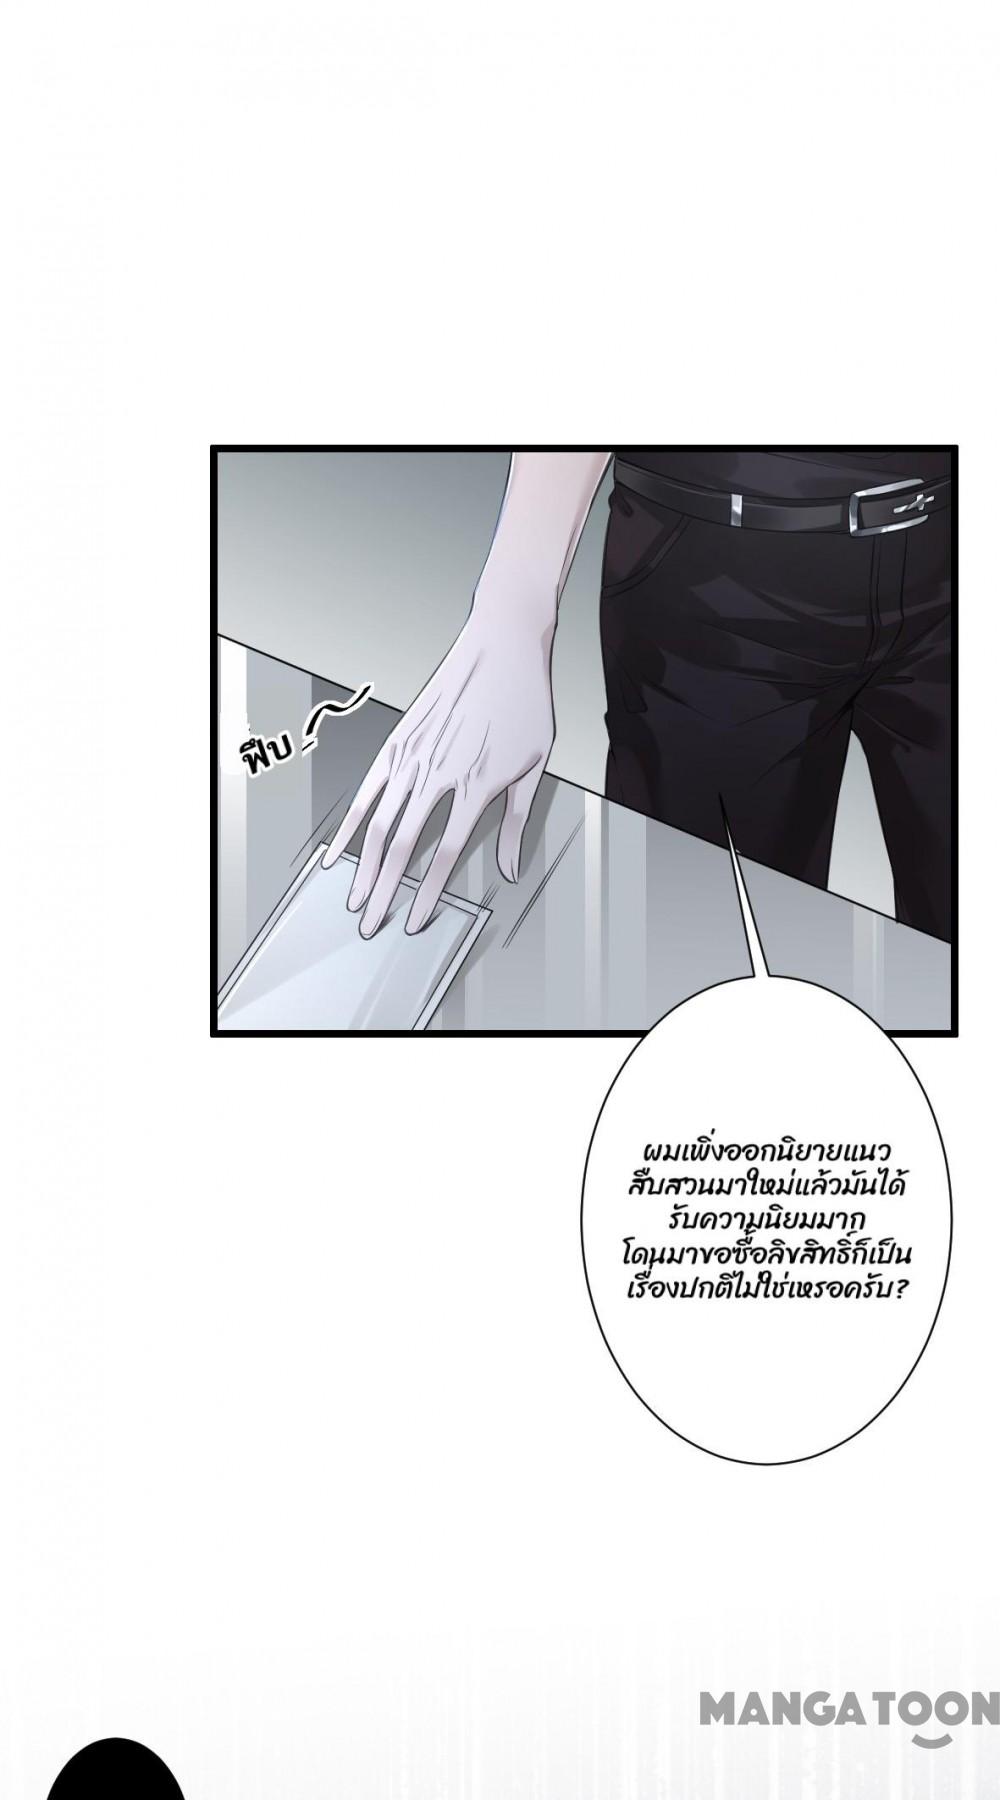 ฟึบ
ผมเพิ่งออกนิยายแนว
สืบสวนมาใหม่แล้วมันได้
รับความนิยมมาก
โดนมาขอซื้อลิขสิทธิ์ก็เป็น
เรื่องปกติไม่ใช่เหรอครับ?
MANGATOON